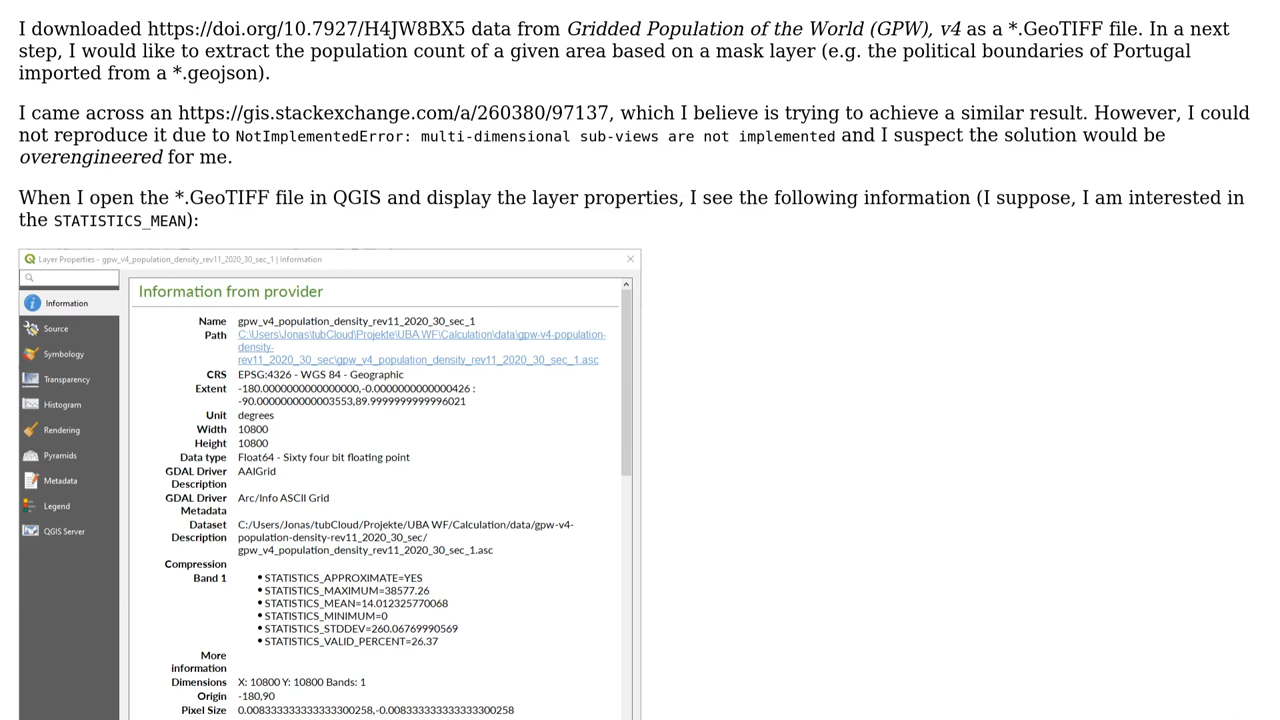 I downloaded https://doi.org/10.7927/H4JW8BX5 data from Gridded Population of the World (GPW), v4 as a *.GeoTIFF file. In a next
step, I would like to extract the population count of a given area based on a mask layer (e.g. the political boundaries of Portugal
imported from a *.geojson).
I came across an https://gis.stackexchange.com/a/260380/97137, which I believe is trying to achieve a similar result. However, I could
not reproduce it due to NotImplementedError: multi-dimensional sub-views are not implemented and I suspect the solution would be
overengineered for me.
When I open the *.GeoTIFF file in QGIS and display the layer properties, I see the following information (I suppose, I am interested in
the STATISTICS_MEAN):
Layer Properties - gpw_v4_population_density_rev11_2020_30_sec_1 | Information
Information
Source
Symbology
Transparency
Histogram
Rendering
Pyramids
Metadata
Legend
QGIS Server
Information from provider
Name gpw_v4_population_density_rev11_2020_30_sec_1
Path C:\Users\Jonas\tubCloud\Projekte\UBA WF\Calculation\data\gpw-v4-population-
density-
rev11_2020_30_sec\gpw_v4_population_density_rev11_2020_30_sec_1.asc
CRS EPSG:4326 - WGS 84 - Geographic
Extent -180.0000000000000000,-0.0000000000000426 :
-90.0000000000003553,89.9999999999996021
Unit degrees
Width 10800
Height 10800
Data type Float64 - Sixty four bit floating point
GDAL Driver AAIGrid
Description
GDAL Driver Arc/Info ASCII Grid
Metadata
Dataset C:/Users/Jonas/tubCloud/Projekte/UBA WF/Calculation/data/gpw-v4-
Description population-density-rev11_2020_30_sec/
gpw_v4_population_density_rev11_2020_30_sec_1.asc
Compression
Band 1 • STATISTICS_APPROXIMATE=YES
• STATISTICS_MAXIMUM=38577.26
• STATISTICS_MEAN=14.012325770068
• STATISTICS_MINIMUM=0
• STATISTICS_STDDEV=260.06769990569
• STATISTICS_VALID_PERCENT=26.37
More
information
Dimensions X: 10800 Y: 10800 Bands: 1
Origin -180,90
Pixel Size 0.008333333333333300258,-0.008333333333333300258